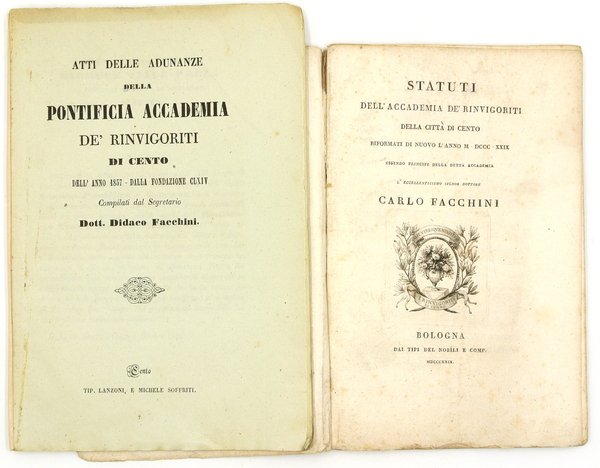 ATTI DELLE ADUNANZE
DELLA
PONTIFICIA ACCADEMIA
DE' RINVIGORITI
DI CENTO
DELL' ANNO 1857 - DALLA FONDAZIONE CLXIV
Compilati dal Segretario
Dott. Didaco Facchini.
Cento
TIP. LANZONI, E MICHELE SOFFRITI.
STATUTI
DELL'ACCADEMIA DE' RINVIGORITI
DELLA CITTÀ DI CENTO
RIFORMATI DI NUOVO L'ANNO M · DCCC · XXIX
ESSENDO PRINCIPE DELLA DETTA ACCADEMIA
L' ECCELLENTISSIMO SIGNOR DOTTORE
CARLO FACCHINI
RINVIGORITI
BOLOGNA
DAI TIPI DEL NOBILI E COMP.
MDCCCXXIX.